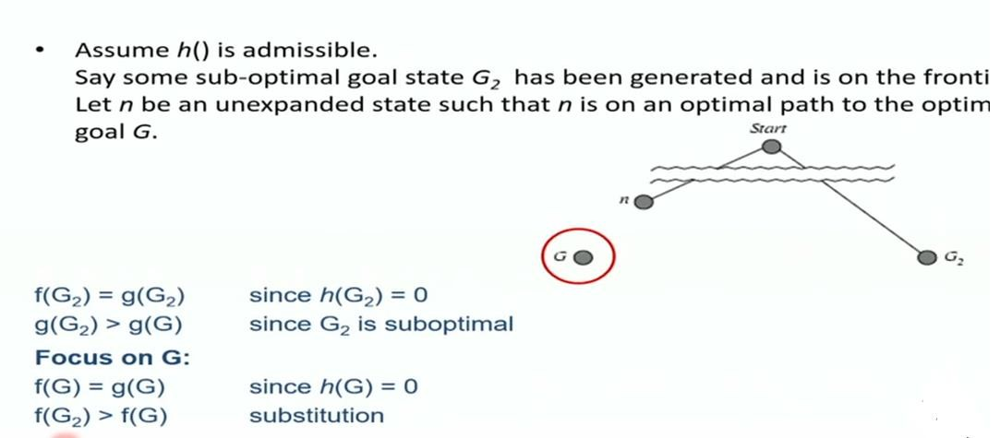 • Assume h() is admissible.
Say some sub-optimal goal state G₂ has been generated and is on the fronti
Let n be an unexpanded state such that n is on an optimal path to the optim
goal G.
Start
n
G
G₂
f(G₂) = g(G₂) since h(G₂) = 0
g(G₂) > g(G) since G₂ is suboptimal
Focus on G:
f(G) = g(G) since h(G) = 0
f(G₂) > f(G) substitution